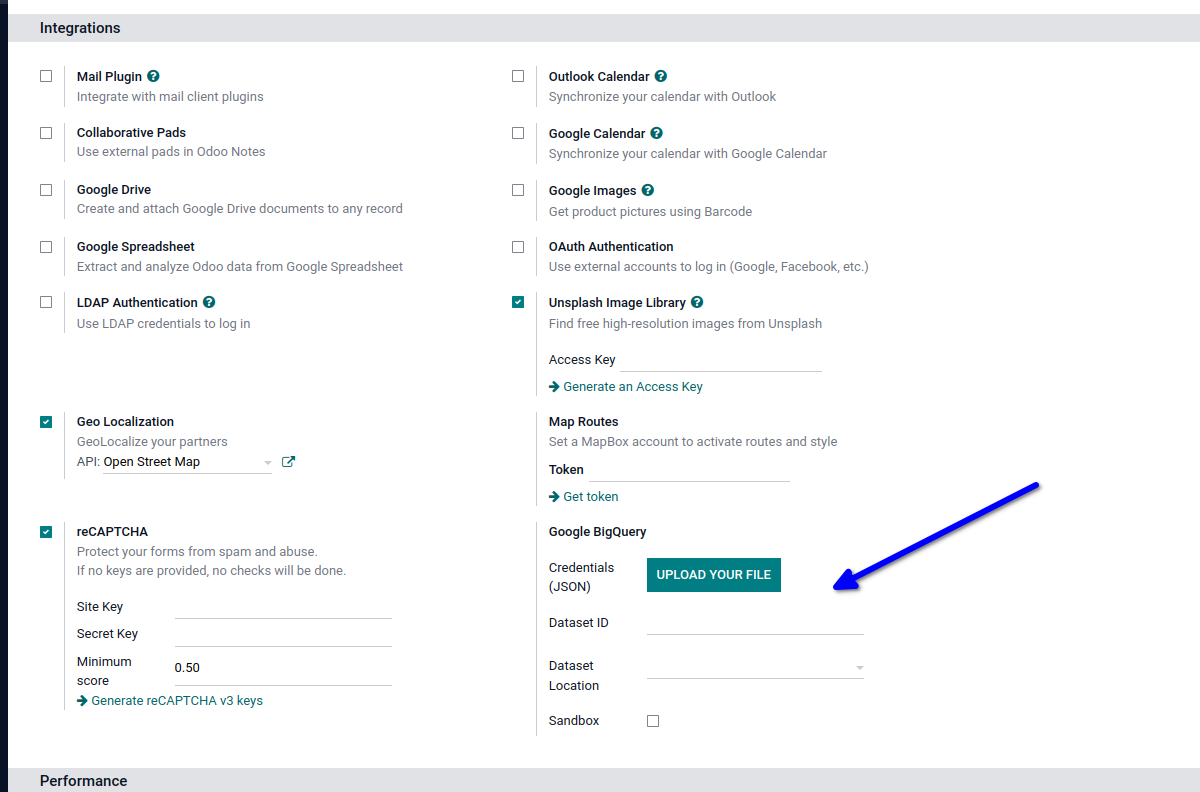 Integrations
Mail Plugin
Integrate with mail client plugins
Outlook Calendar
Synchronize your calendar with Outlook
Collaborative Pads
Use external pads in Odoo Notes
Google Calendar
Synchronize your calendar with Google Calendar
Google Drive
Create and attach Google Drive documents to any record
Google Images
Get product pictures using Barcode
Google Spreadsheet
Extract and analyze Odoo data from Google Spreadsheet
OAuth Authentication
Use external accounts to log in (Google, Facebook, etc.)
LDAP Authentication
Use LDAP credentials to log in
Unsplash Image Library
Find free high-resolution images from Unsplash
Access Key
Generate an Access Key
Geo Localization
GeoLocalize your partners
API: Open Street Map
Map Routes
Set a MapBox account to activate routes and style
Token
Get token
reCAPTCHA
Protect your forms from spam and abuse.
If no keys are provided, no checks will be done.
Site Key
Secret Key
Minimum
score
0.50
Generate reCAPTCHA v3 keys
Google BigQuery
Credentials
(JSON)
UPLOAD YOUR FILE
Dataset ID
Dataset
Location
Sandbox
Performance